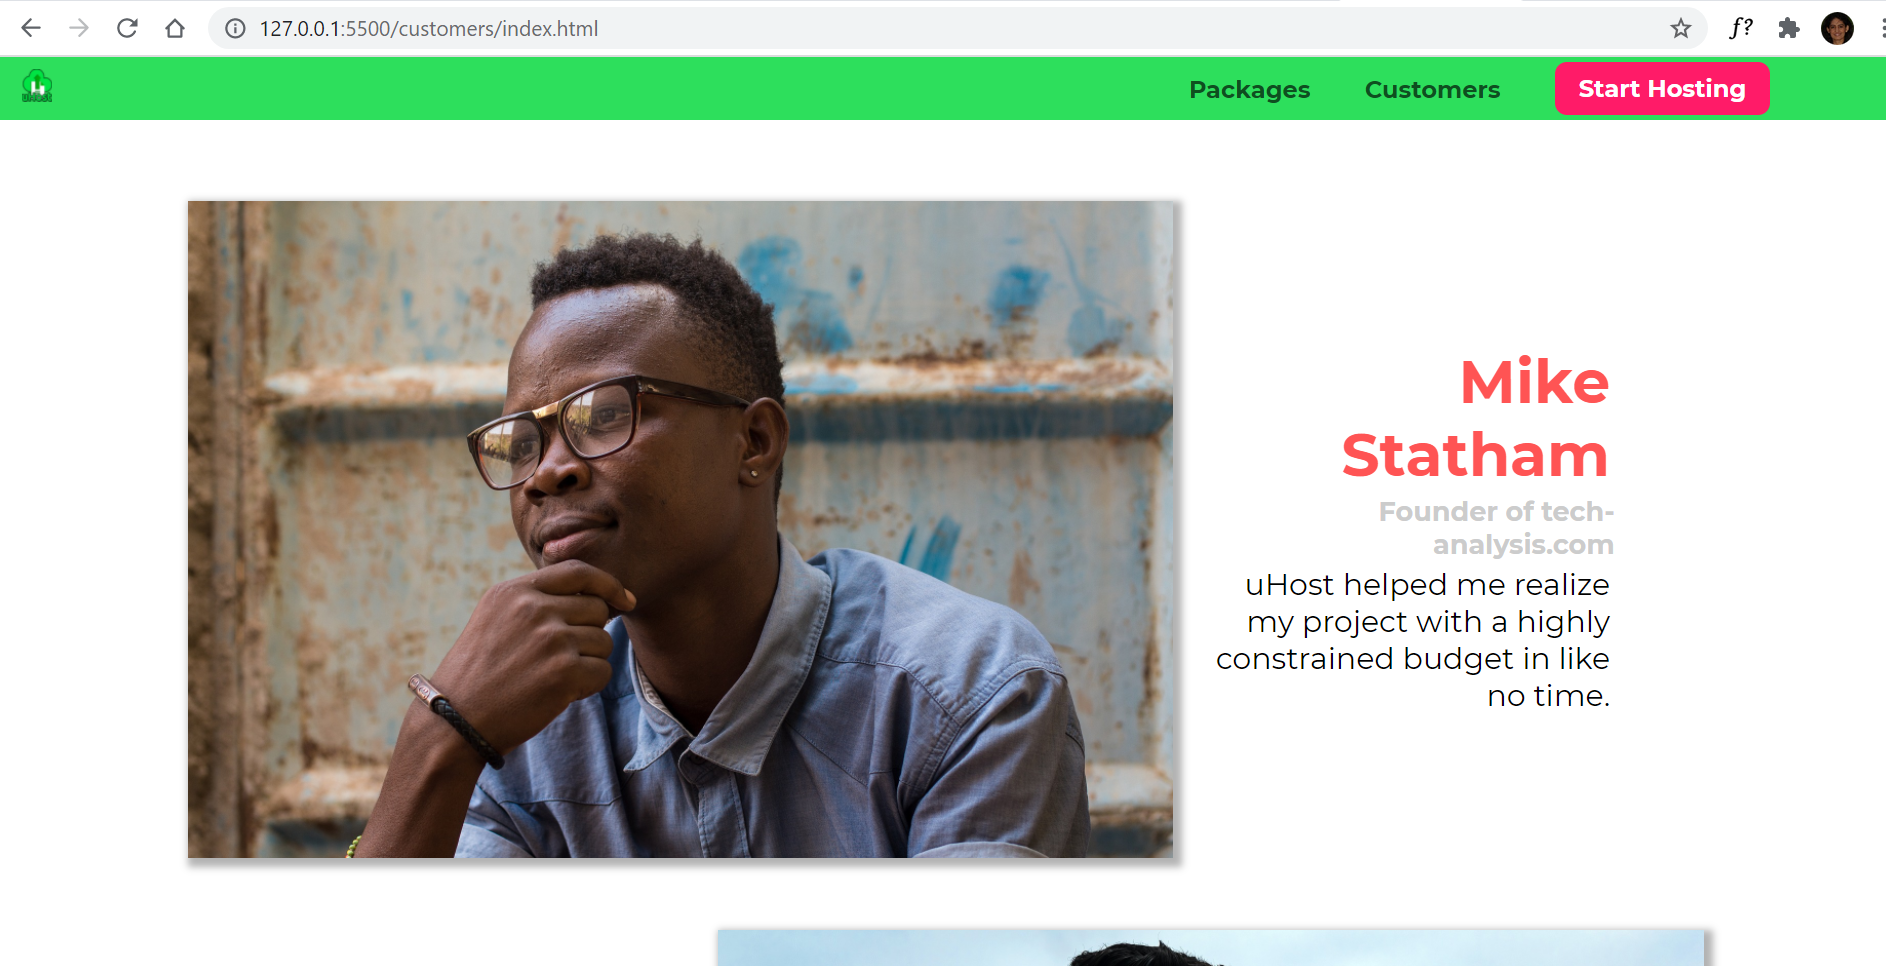 127.0.0.1:5500/customers/index.html
f?
uHost
Packages
Customers
Start Hosting
Mike
Statham
Founder of tech-
analysis.com
uHost helped me realize
my project with a highly
constrained budget in like
no time.